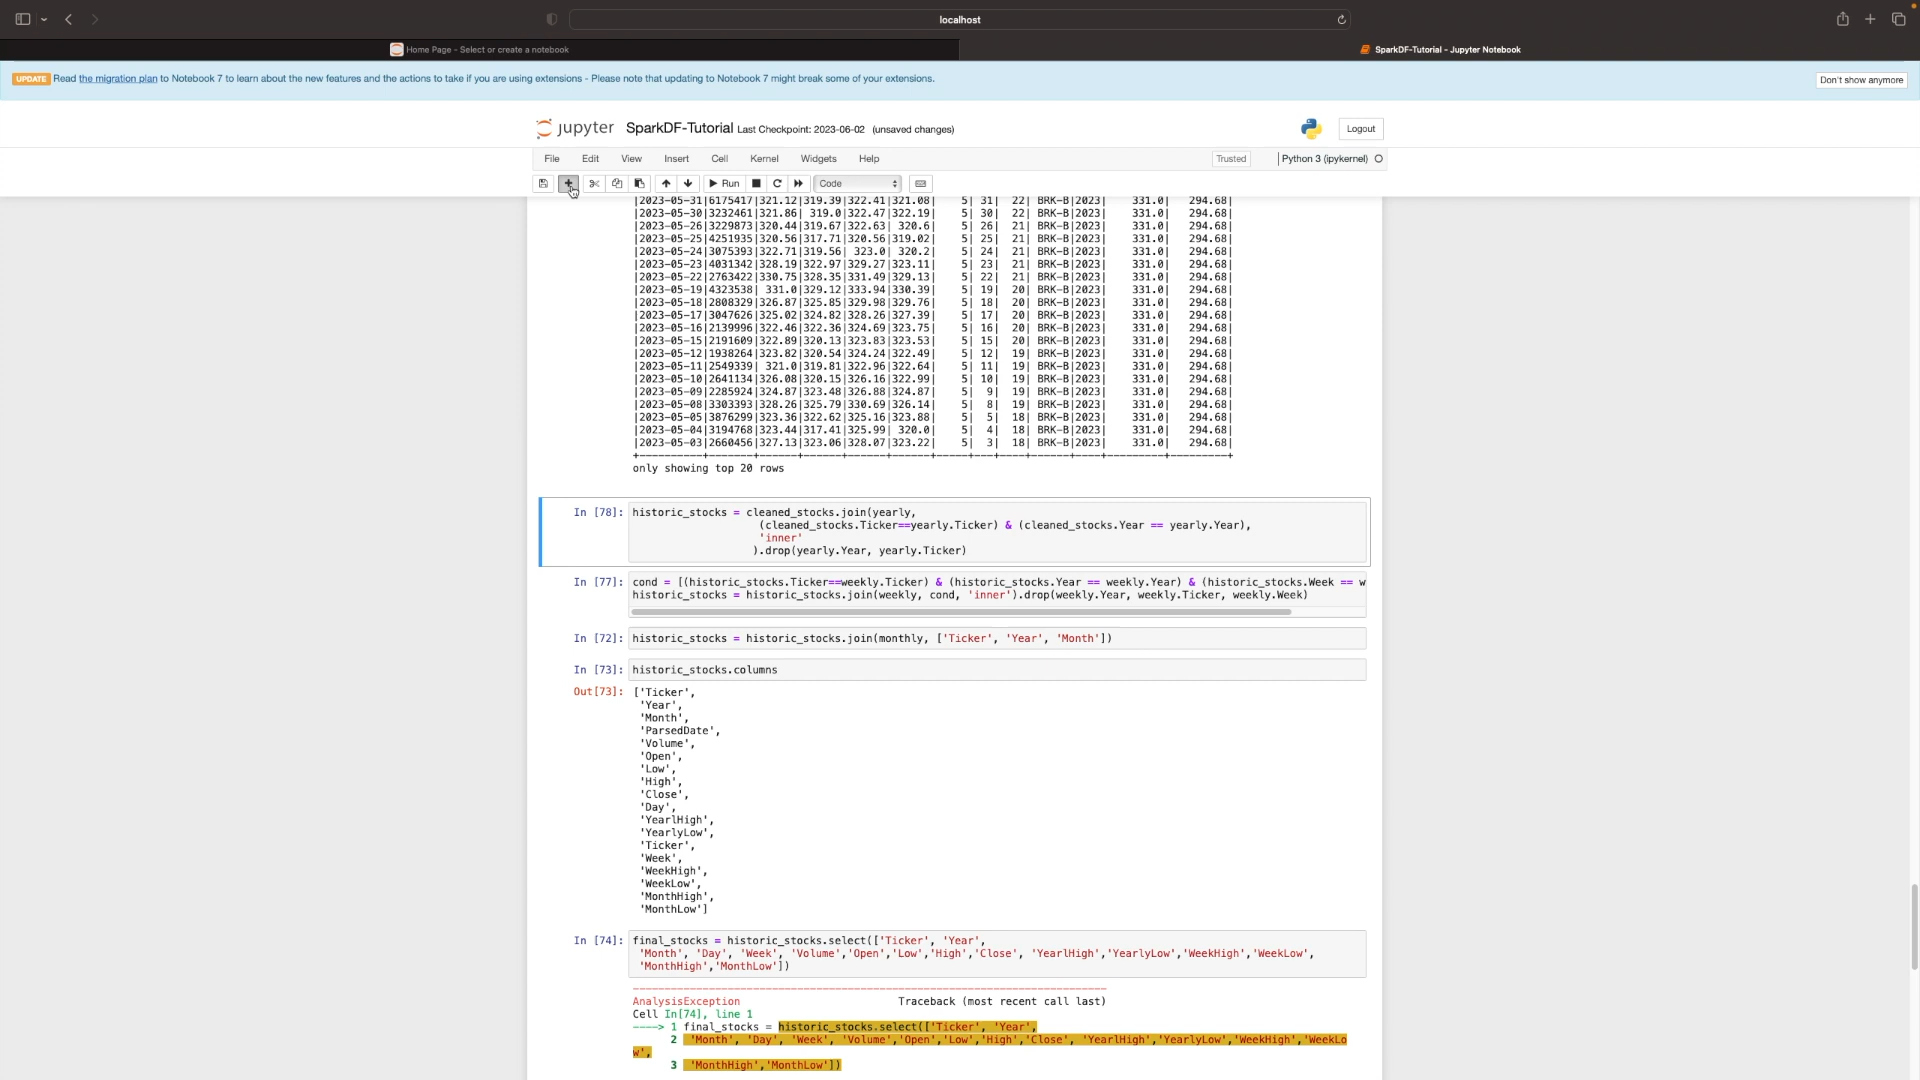 localhost
Home Page - Select or create a notebook
SparkDF-Tutorial - Jupyter Notebook
UPDATE Read the migration plan to Notebook 7 to learn about the new features and the actions to take if you are using extensions - Please note that updating to Notebook 7 might break some of your extensions.
Don't show anymore
jupyter SparkDF-Tutorial Last Checkpoint: 2023-06-02 (unsaved changes)
Logout
File Edit View Insert Cell Kernel Widgets Help
Trusted
Python 3 (ipykernel)
Run Code
|2023-05-31|6175417|321.12|319.39|322.41|321.08| 5| 31| 22| BRK-B|2023| 331.0| 294.68|
|2023-05-30|3232461|321.86| 319.0|322.47|322.19| 5| 30| 22| BRK-B|2023| 331.0| 294.68|
|2023-05-26|3229873|320.44|319.67|322.63| 320.6| 5| 26| 21| BRK-B|2023| 331.0| 294.68|
|2023-05-25|4251935|320.56|317.71|320.56|319.02| 5| 25| 21| BRK-B|2023| 331.0| 294.68|
|2023-05-24|3075393|322.71|319.56| 323.0| 320.2| 5| 24| 21| BRK-B|2023| 331.0| 294.68|
|2023-05-23|4031342|328.19|322.97|329.27|323.11| 5| 23| 21| BRK-B|2023| 331.0| 294.68|
|2023-05-22|2763422|330.75|328.35|331.49|329.13| 5| 22| 21| BRK-B|2023| 331.0| 294.68|
|2023-05-19|4323538| 331.0|329.12|333.94|330.39| 5| 19| 20| BRK-B|2023| 331.0| 294.68|
|2023-05-18|2808329|326.87|325.85|329.98|329.76| 5| 18| 20| BRK-B|2023| 331.0| 294.68|
|2023-05-17|3047626|325.02|324.82|328.26|327.39| 5| 17| 20| BRK-B|2023| 331.0| 294.68|
|2023-05-16|2139996|322.46|322.36|324.69|323.75| 5| 16| 20| BRK-B|2023| 331.0| 294.68|
|2023-05-15|2191609|322.89|320.13|323.83|323.53| 5| 15| 20| BRK-B|2023| 331.0| 294.68|
|2023-05-12|1938264|323.82|320.54|324.24|322.49| 5| 12| 19| BRK-B|2023| 331.0| 294.68|
|2023-05-11|2549339| 321.0|319.81|322.96|322.64| 5| 11| 19| BRK-B|2023| 331.0| 294.68|
|2023-05-10|2641134|326.08|320.15|326.16|322.99| 5| 10| 19| BRK-B|2023| 331.0| 294.68|
|2023-05-09|2285924|324.87|323.48|326.88|324.87| 5| 9| 19| BRK-B|2023| 331.0| 294.68|
|2023-05-08|3303393|328.26|325.79|330.69|326.14| 5| 8| 19| BRK-B|2023| 331.0| 294.68|
|2023-05-05|3876299|323.36|322.62|325.16|323.88| 5| 5| 18| BRK-B|2023| 331.0| 294.68|
|2023-05-04|3194768|323.44|317.41|325.99| 320.0| 5| 4| 18| BRK-B|2023| 331.0| 294.68|
|2023-05-03|2660456|327.13|323.06|328.07|323.22| 5| 3| 18| BRK-B|2023| 331.0| 294.68|
+----------+-------+------+------+------+------+-----+---+----+------+----+---------+---------+
only showing top 20 rows
In [78]: historic_stocks = cleaned_stocks.join(yearly,
(cleaned_stocks.Ticker==yearly.Ticker) & (cleaned_stocks.Year == yearly.Year),
'inner'
).drop(yearly.Year, yearly.Ticker)
In [77]: cond = [(historic_stocks.Ticker==weekly.Ticker) & (historic_stocks.Year == weekly.Year) & (historic_stocks.Week == w
historic_stocks = historic_stocks.join(weekly, cond, 'inner').drop(weekly.Year, weekly.Ticker, weekly.Week)
In [72]: historic_stocks = historic_stocks.join(monthly, ['Ticker', 'Year', 'Month'])
In [73]: historic_stocks.columns
Out[73]: ['Ticker',
'Year',
'Month',
'ParsedDate',
'Volume',
'Open',
'Low',
'High',
'Close',
'Day',
'YearlHigh',
'YearlyLow',
'Ticker',
'Week',
'WeekHigh',
'WeekLow',
'MonthHigh',
'MonthLow']
In [74]: final_stocks = historic_stocks.select(['Ticker', 'Year',
'Month', 'Day', 'Week', 'Volume','Open','Low','High','Close', 'YearlHigh','YearlyLow','WeekHigh','WeekLow',
'MonthHigh','MonthLow'])
---------------------------------------------------------------------------
AnalysisException Traceback (most recent call last)
Cell In[74], line 1
----> 1 final_stocks = historic_stocks.select(['Ticker', 'Year',
2 'Month', 'Day', 'Week', 'Volume','Open','Low','High','Close', 'YearlHigh','YearlyLow','WeekHigh','WeekLo
w',
3 'MonthHigh','MonthLow'])